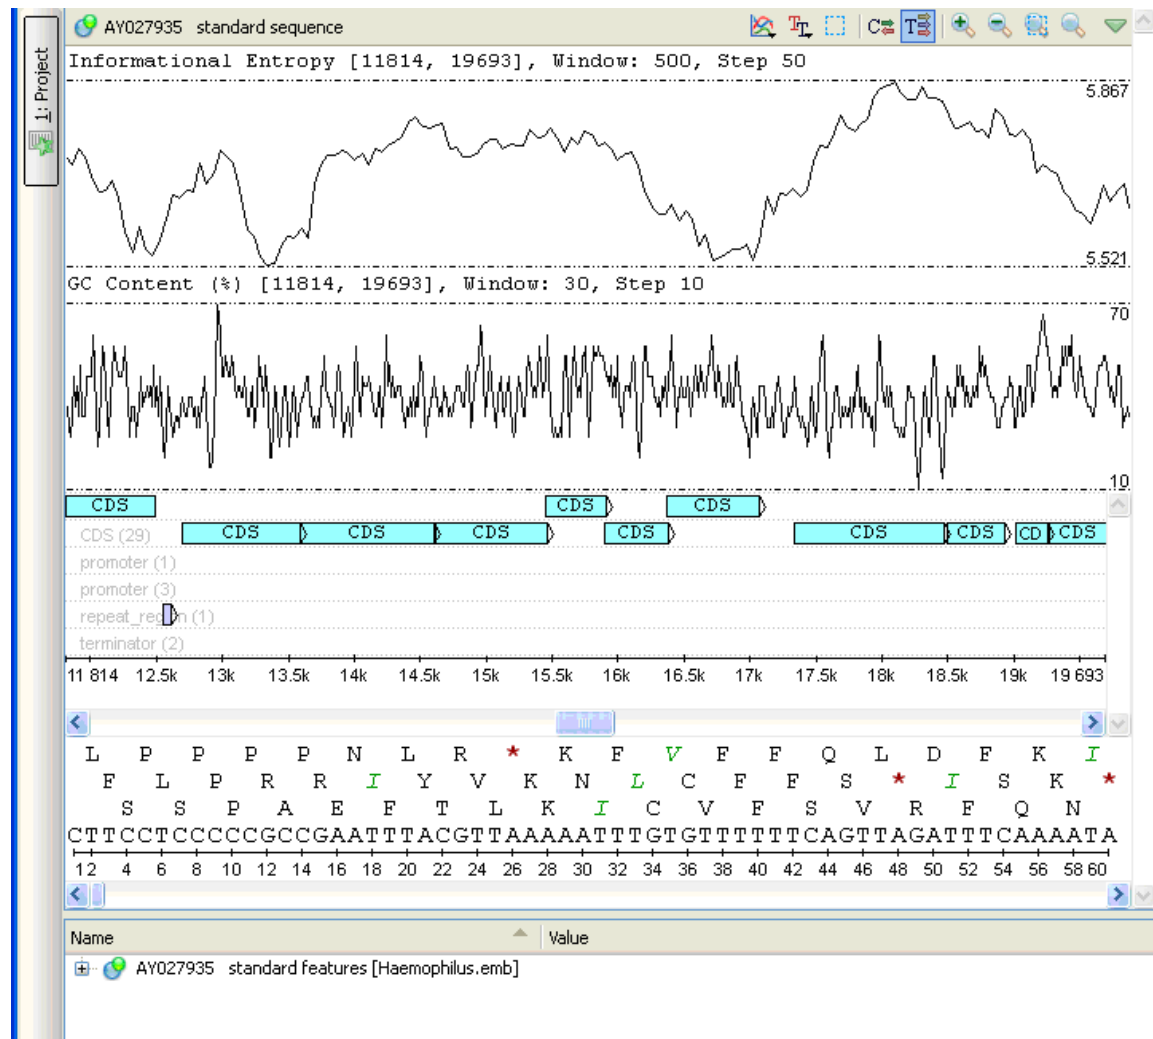 1: Project
AY027935 standard sequence
Informational Entropy [11814, 19693], Window: 500, Step 50
5.867
5.521
GC Content (%) [11814, 19693], Window: 30, Step 10
70
10
CDS CDS CDS
CDS (29) CDS CDS CDS CDS CDS CDS CD CDS
promoter (1)
promoter (3)
repeat_region (1)
terminator (2)
11 814 12.5k 13k 13.5k 14k 14.5k 15k 15.5k 16k 16.5k 17k 17.5k 18k 18.5k 19k 19 693
L P P P P N L R * K F V F F Q L D F K I
F L P R R I Y V K N L C F F S * I S K *
S S P A E F T L K I C V F S V R F Q N
CTTCCTCCCCCGCCGAATTTACGTTAAAAATTTGTGTTTTTTCAGTTAGATTTCAAAATA
1 2 4 6 8 10 12 14 16 18 20 22 24 26 28 30 32 34 36 38 40 42 44 46 48 50 52 54 56 58 60
Name Value
AY027935 standard features [Haemophilus.emb]